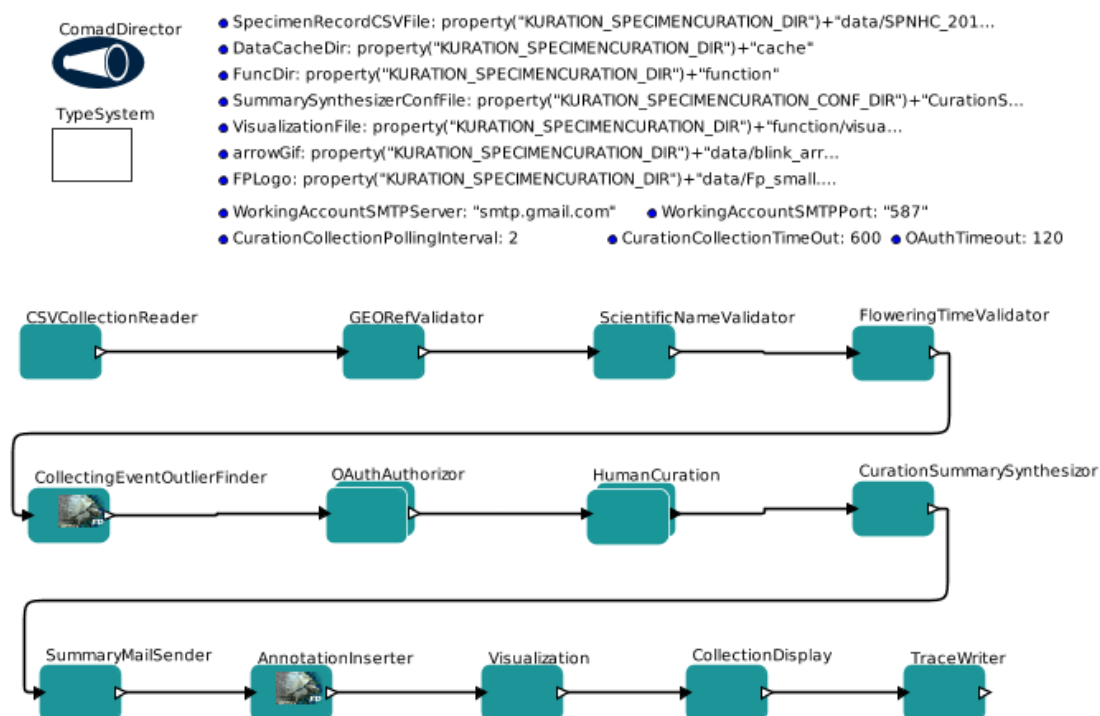 ComadDirector
SpecimenRecordCSVFile: property("KURATION_SPECIMENCURATION_DIR")+"data/SPNHC_201...
DataCacheDir: property("KURATION_SPECIMENCURATION_DIR")+"cache"
FuncDir: property("KURATION_SPECIMENCURATION_DIR")+"function"
SummarySynthesizerConfFile: property("KURATION_SPECIMENCURATION_CONF_DIR")+"CurationS...
TypeSystem
VisualizationFile: property("KURATION_SPECIMENCURATION_DIR")+"function/visua...
arrowGif: property("KURATION_SPECIMENCURATION_DIR")+"data/blink_arr...
FPLogo: property("KURATION_SPECIMENCURATION_DIR")+"data/Fp_small....
WorkingAccountSMTPServer: "smtp.gmail.com" WorkingAccountSMTPPort: "587"
CurationCollectionPollingInterval: 2 CurationCollectionTimeOut: 600 OAuthTimeout: 120
CSVCollectionReader GEORefValidator ScientificNameValidator FloweringTimeValidator
CollectingEventOutlierFinder OAuthAuthorizor HumanCuration CurationSummarySynthesizor
FP
SummaryMailSender AnnotationInserter Visualization CollectionDisplay TraceWriter
FP